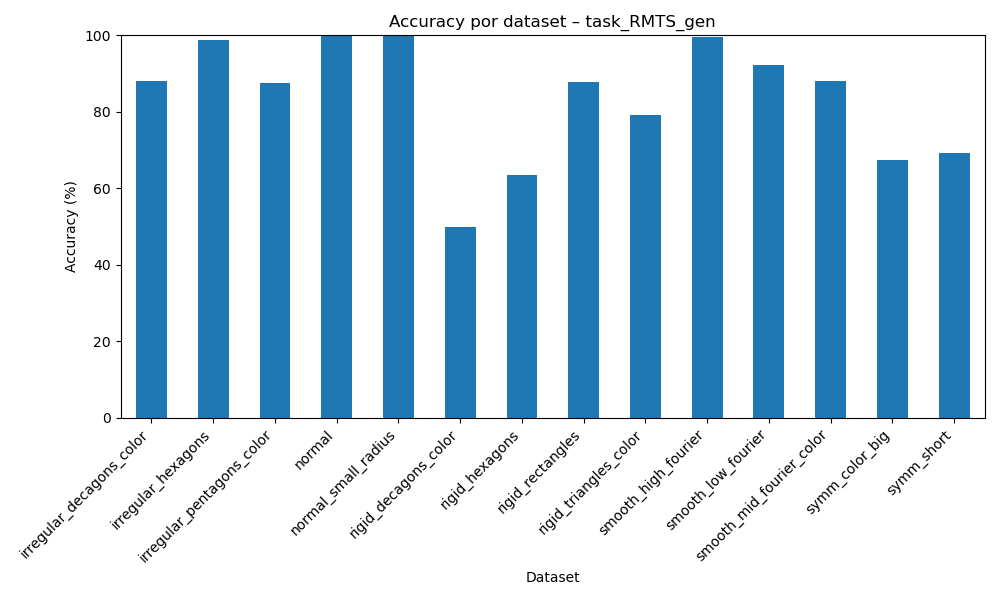 Accuracy por dataset – task_RMTS_gen
Accuracy (%)
100
80
60
40
20
0
irregular_decagons_color
irregular_hexagons
irregular_pentagons_color
normal
normal_small_radius
rigid_decagons_color
rigid_hexagons
rigid_rectangles
rigid_triangles_color
smooth_high_fourier
smooth_low_fourier
smooth_mid_fourier_color
symm_color_big
symm_short
Dataset